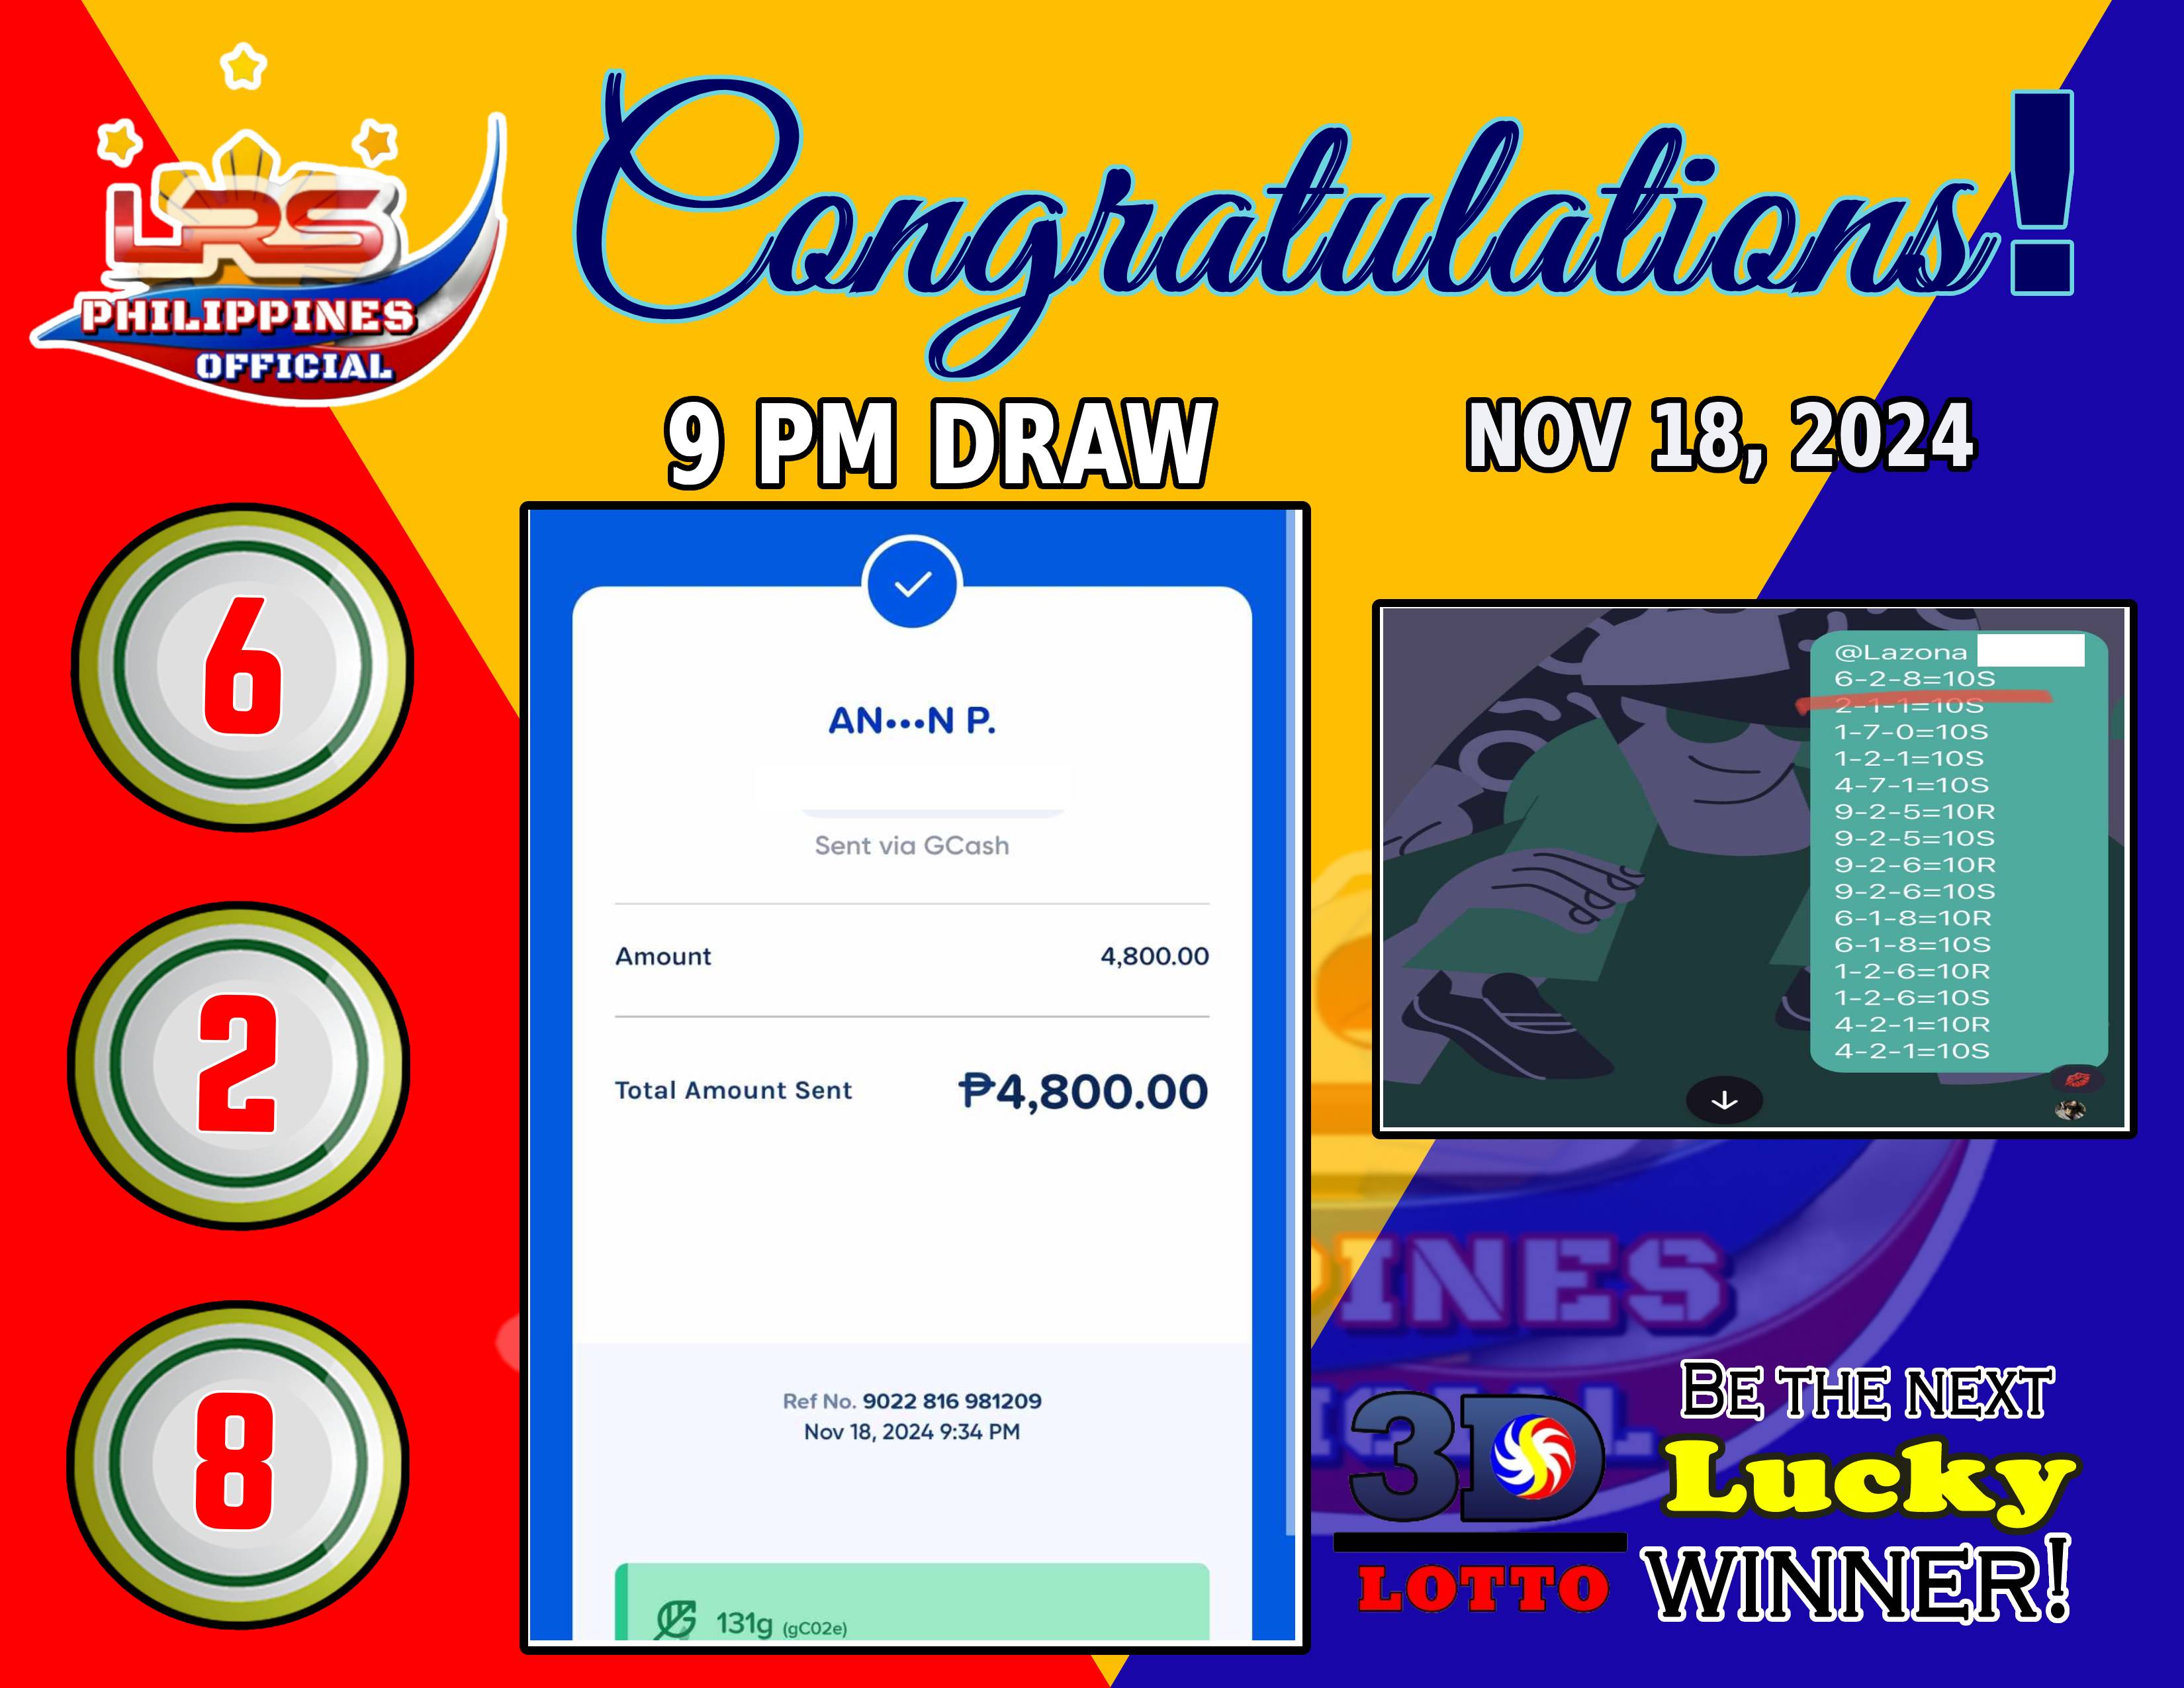 LRS
PHILIPPINES
OFFICIAL
Congratulations!
9 PM DRAW
NOV 18, 2024
6
2
8
AN•••N P.
Sent via GCash
Amount 4,800.00
Total Amount Sent ₱4,800.00
Ref No. 9022 816 981209
Nov 18, 2024 9:34 PM
131g (gC02e)
@Lazona
6-2-8=10S
2-1-1=10S
1-7-0=10S
1-2-1=10S
4-7-1=10S
9-2-5=10R
9-2-5=10S
9-2-6=10R
9-2-6=10S
6-1-8=10R
6-1-8=10S
1-2-6=10R
1-2-6=10S
4-2-1=10R
4-2-1=10S
PINES
ICIAL
3D
LOTTO
BE THE NEXT
Lucky
WINNER!